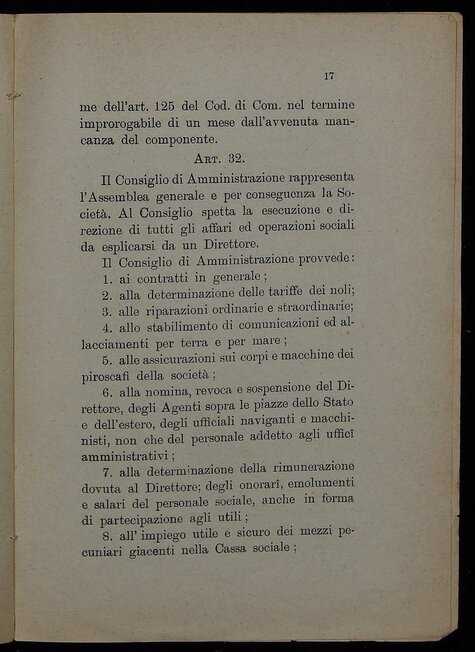 17
me dell'art. 125 del Cod. di Com. nel termine
improrogabile di un mese dall'avvenuta man-
canza del componente.
ART. 32.
Il Consiglio di Amministrazione rappresenta
l'Assemblea generale e per conseguenza la So-
cietà. Al Consiglio spetta la esecuzione e di-
rezione di tutti gli affari ed operazioni sociali
da esplicarsi da un Direttore.
Il Consiglio di Amministrazione provvede:
1. ai contratti in generale;
2. alla determinazione delle tariffe dei noli;
3. alle riparazioni ordinarie e straordinarie;
4. allo stabilimento di comunicazioni ed al-
lacciamenti per terra e per mare;
5. alle assicurazioni sui corpi e macchine dei
piroscafi della società;
6. alla nomina, revoca e sospensione del Di-
rettore, degli Agenti sopra le piazze dello Stato
e dell'estero, degli ufficiali naviganti e macchi-
nisti, non che del personale addetto agli ufficî
amministrativi;
7. alla determinazione della rimunerazione
dovuta al Direttore; degli onorarî, emolumenti
e salari del personale sociale, anche in forma
di partecipazione agli utili;
8. all'impiego utile e sicuro dei mezzi pe-
cuniari giacenti nella Cassa sociale;